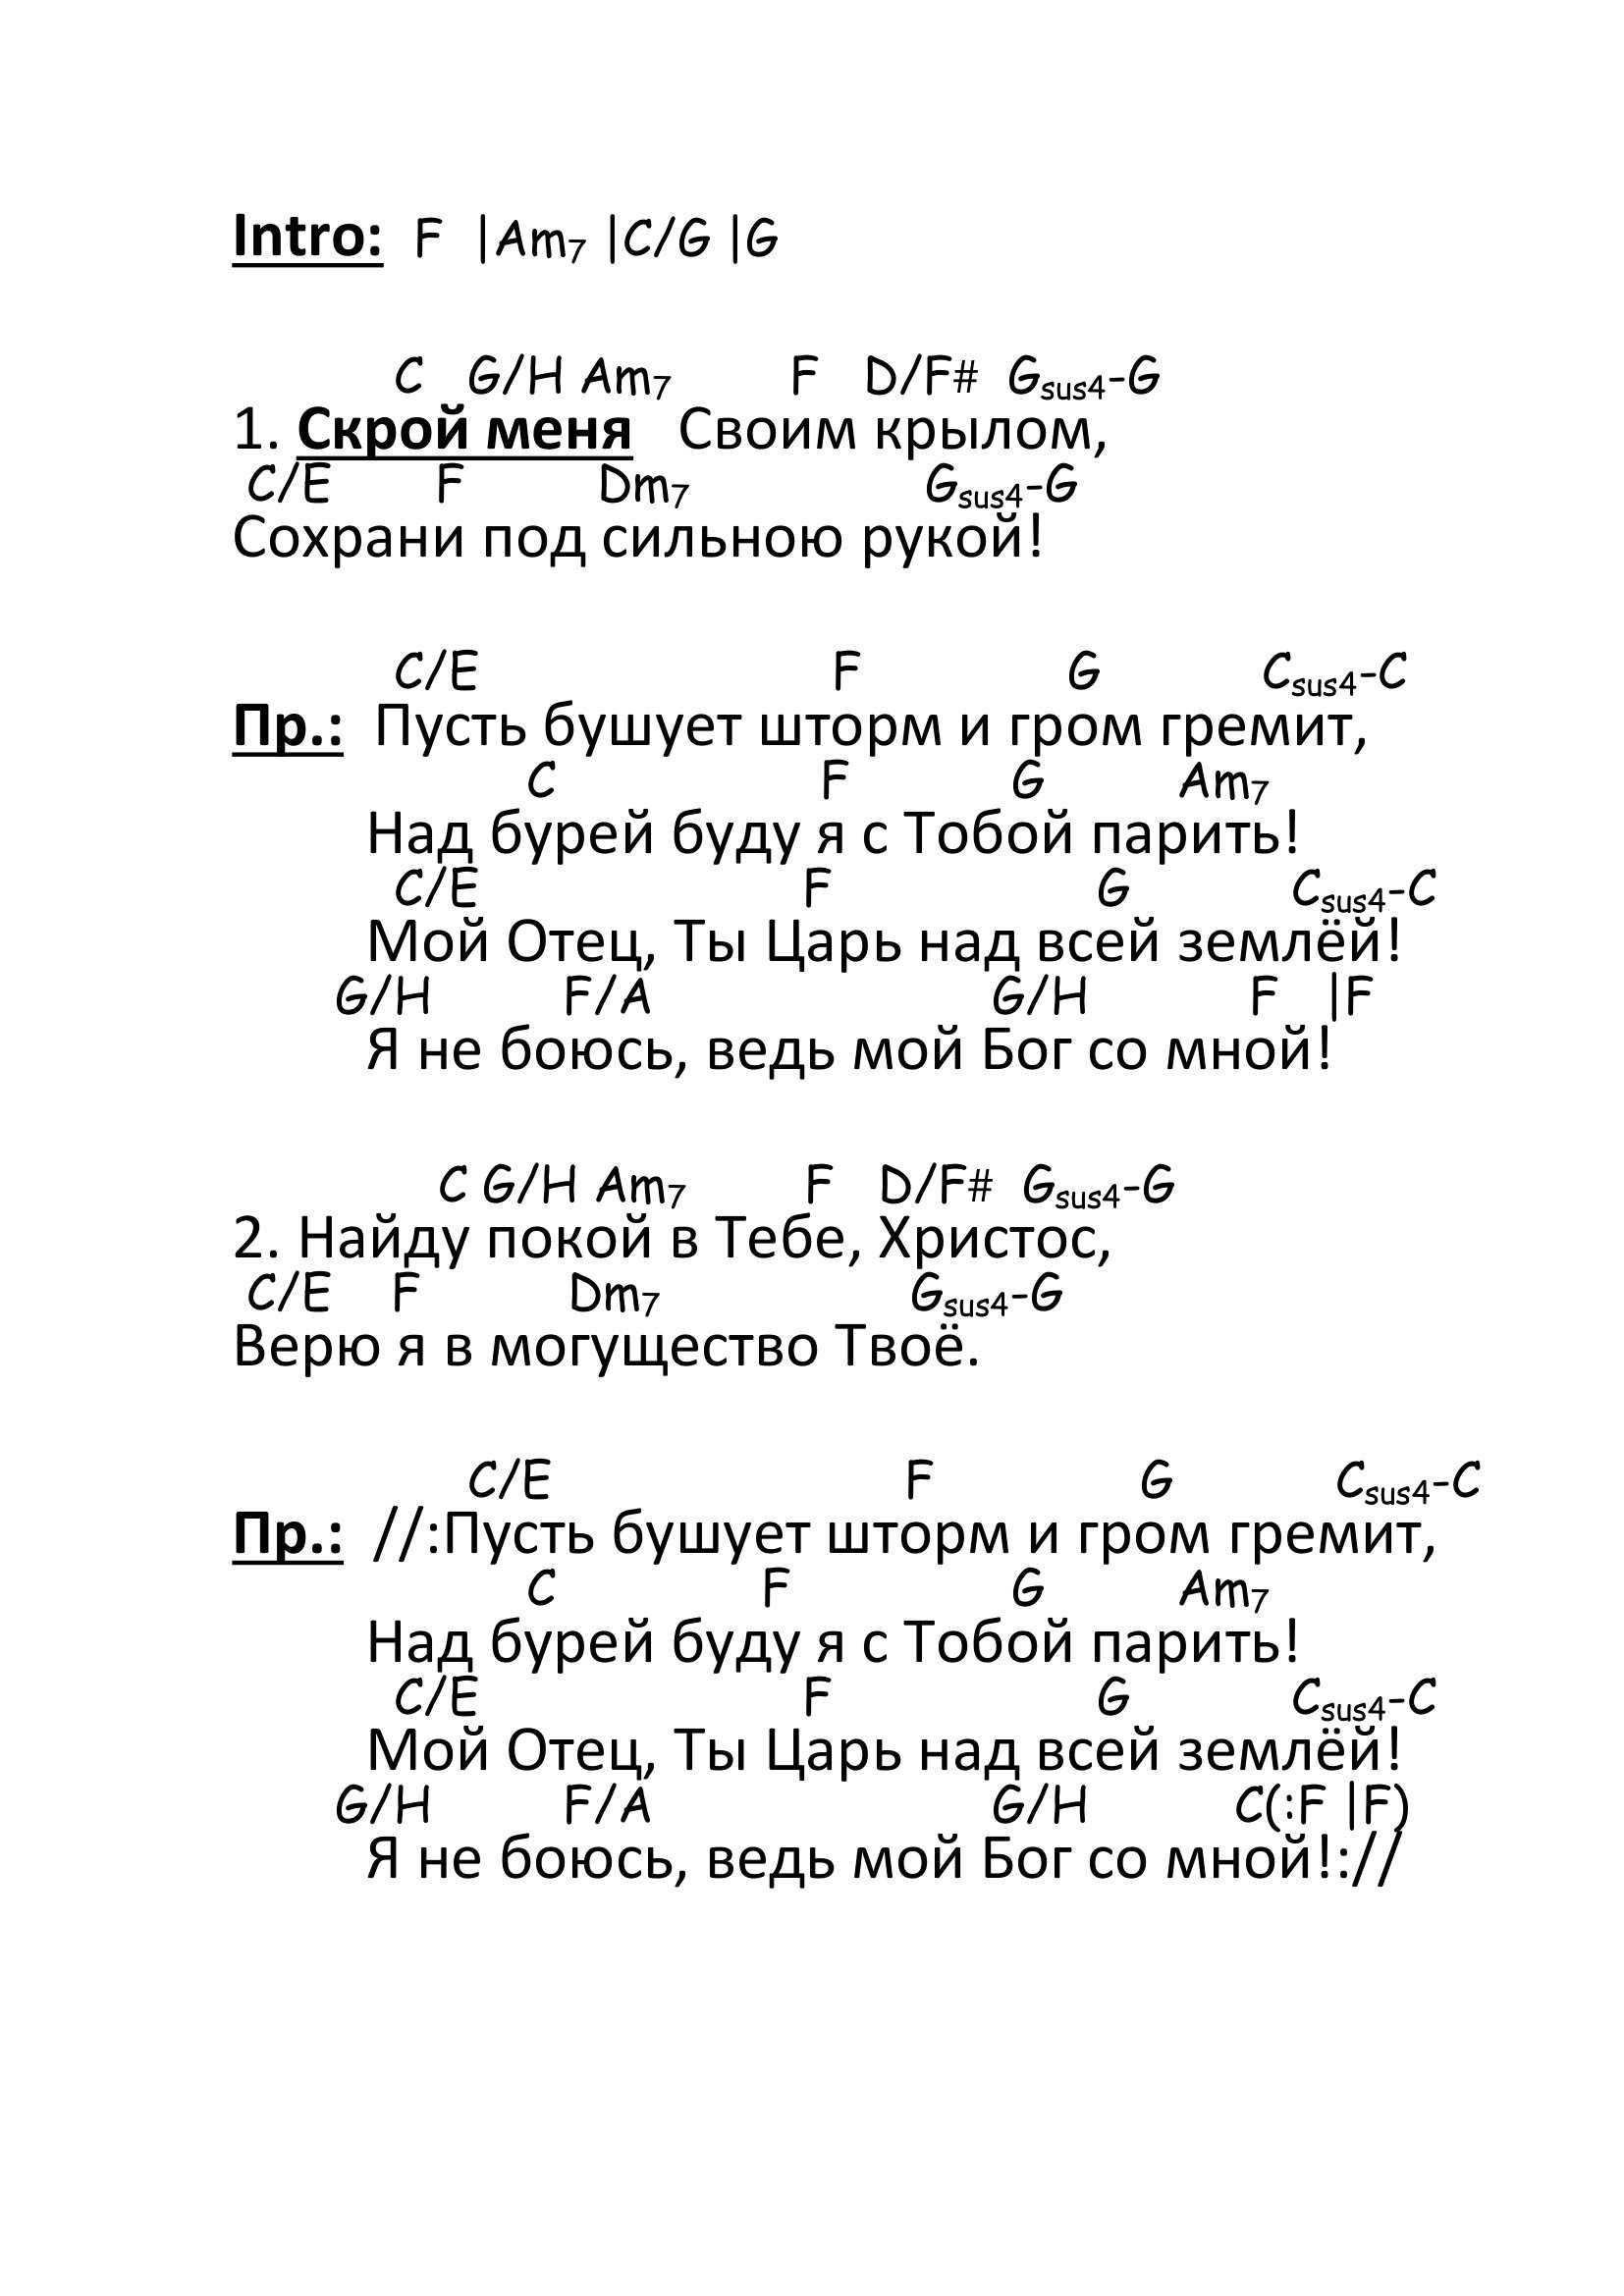 Intro: F |Am7 |C/G |G
C G/H Am7 F D/F# Gsus4-G
1. Скрой меня Своим крылом,
C/E F Dm7 Gsus4-G
Сохрани под сильною рукой!
C/E F G Csus4-C
Пр.: Пусть бушует шторм и гром гремит,
C F G Am7
Над бурей буду я с Тобой парить!
C/E F G Csus4-C
Мой Отец, Ты Царь над всей землёй!
G/H F/A G/H F |F
Я не боюсь, ведь мой Бог со мной!
C G/H Am7 F D/F# Gsus4-G
2. Найду покой в Тебе, Христос,
C/E F Dm7 Gsus4-G
Верю я в могущество Твоё.
C/E F G Csus4-C
Пр.: //:Пусть бушует шторм и гром гремит,
C F G Am7
Над бурей буду я с Тобой парить!
C/E F G Csus4-C
Мой Отец, Ты Царь над всей землёй!
G/H F/A G/H C(:F |F)
Я не боюсь, ведь мой Бог со мной!://